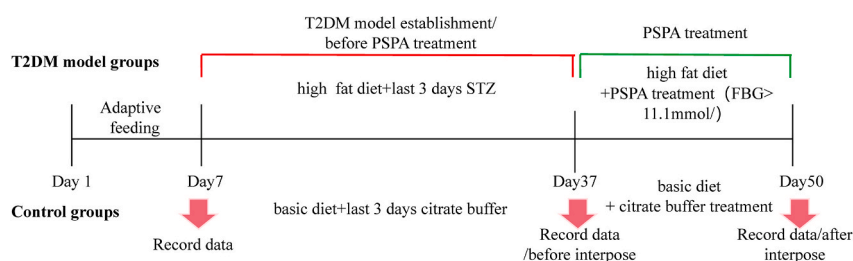 T2DM model establishment/
before PSPA treatment
PSPA treatment
T2DM model groups
high fat diet+last 3 days STZ
high fat diet
+PSPA treatment（FBG>
11.1mmol/）
Adaptive
feeding
Day 1
Day7
Day37
Day50
basic diet
+ citrate buffer treatment
Control groups
basic diet+last 3 days citrate buffer
Record data
Record data
/before interpose
Record data/after
interpose